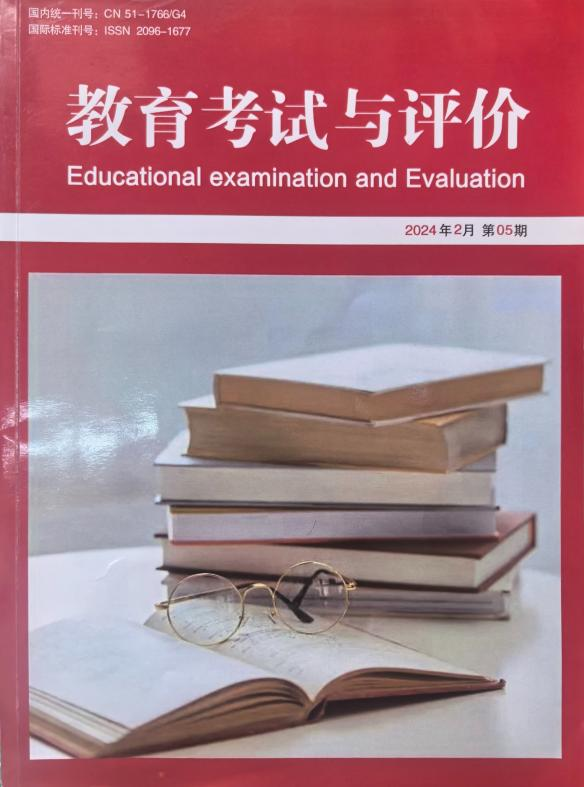 国内统一刊号：CN 51-1766/G4
国际标准刊号：ISSN 2096-1677
教育考试与评价
Educational examination and Evaluation
2024年2月 第05期